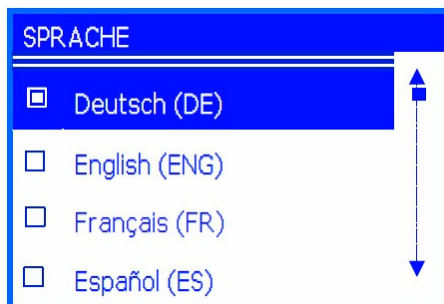 SPRACHE
Deutsch (DE)
English (ENG)
Français (FR)
Español (ES)